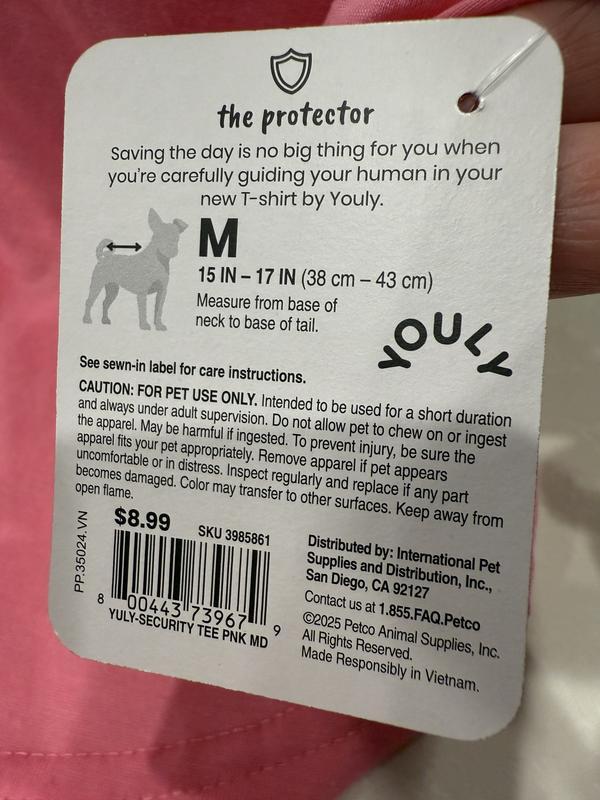 the protector
Saving the day is no big thing for you when
you're carefully guiding your human in your
new T-shirt by Youly.
M
15 IN – 17 IN (38 cm – 43 cm)
Measure from base of
neck to base of tail.
YOULY
See sewn-in label for care instructions.
CAUTION: FOR PET USE ONLY. Intended to be used for a short duration
and always under adult supervision. Do not allow pet to chew on or ingest
the apparel. May be harmful if ingested. To prevent injury, be sure the
apparel fits your pet appropriately. Remove apparel if pet appears
uncomfortable or in distress. Inspect regularly and replace if any part
becomes damaged. Color may transfer to other surfaces. Keep away from
open flame.
PP.35024.VN
$8.99
SKU 3985861
8 00443 73967 9
YULY-SECURITY TEE PNK MD
Distributed by: International Pet
Supplies and Distribution, Inc.,
San Diego, CA 92127
Contact us at 1.855.FAQ.Petco
©2025 Petco Animal Supplies, Inc.
All Rights Reserved.
Made Responsibly in Vietnam.